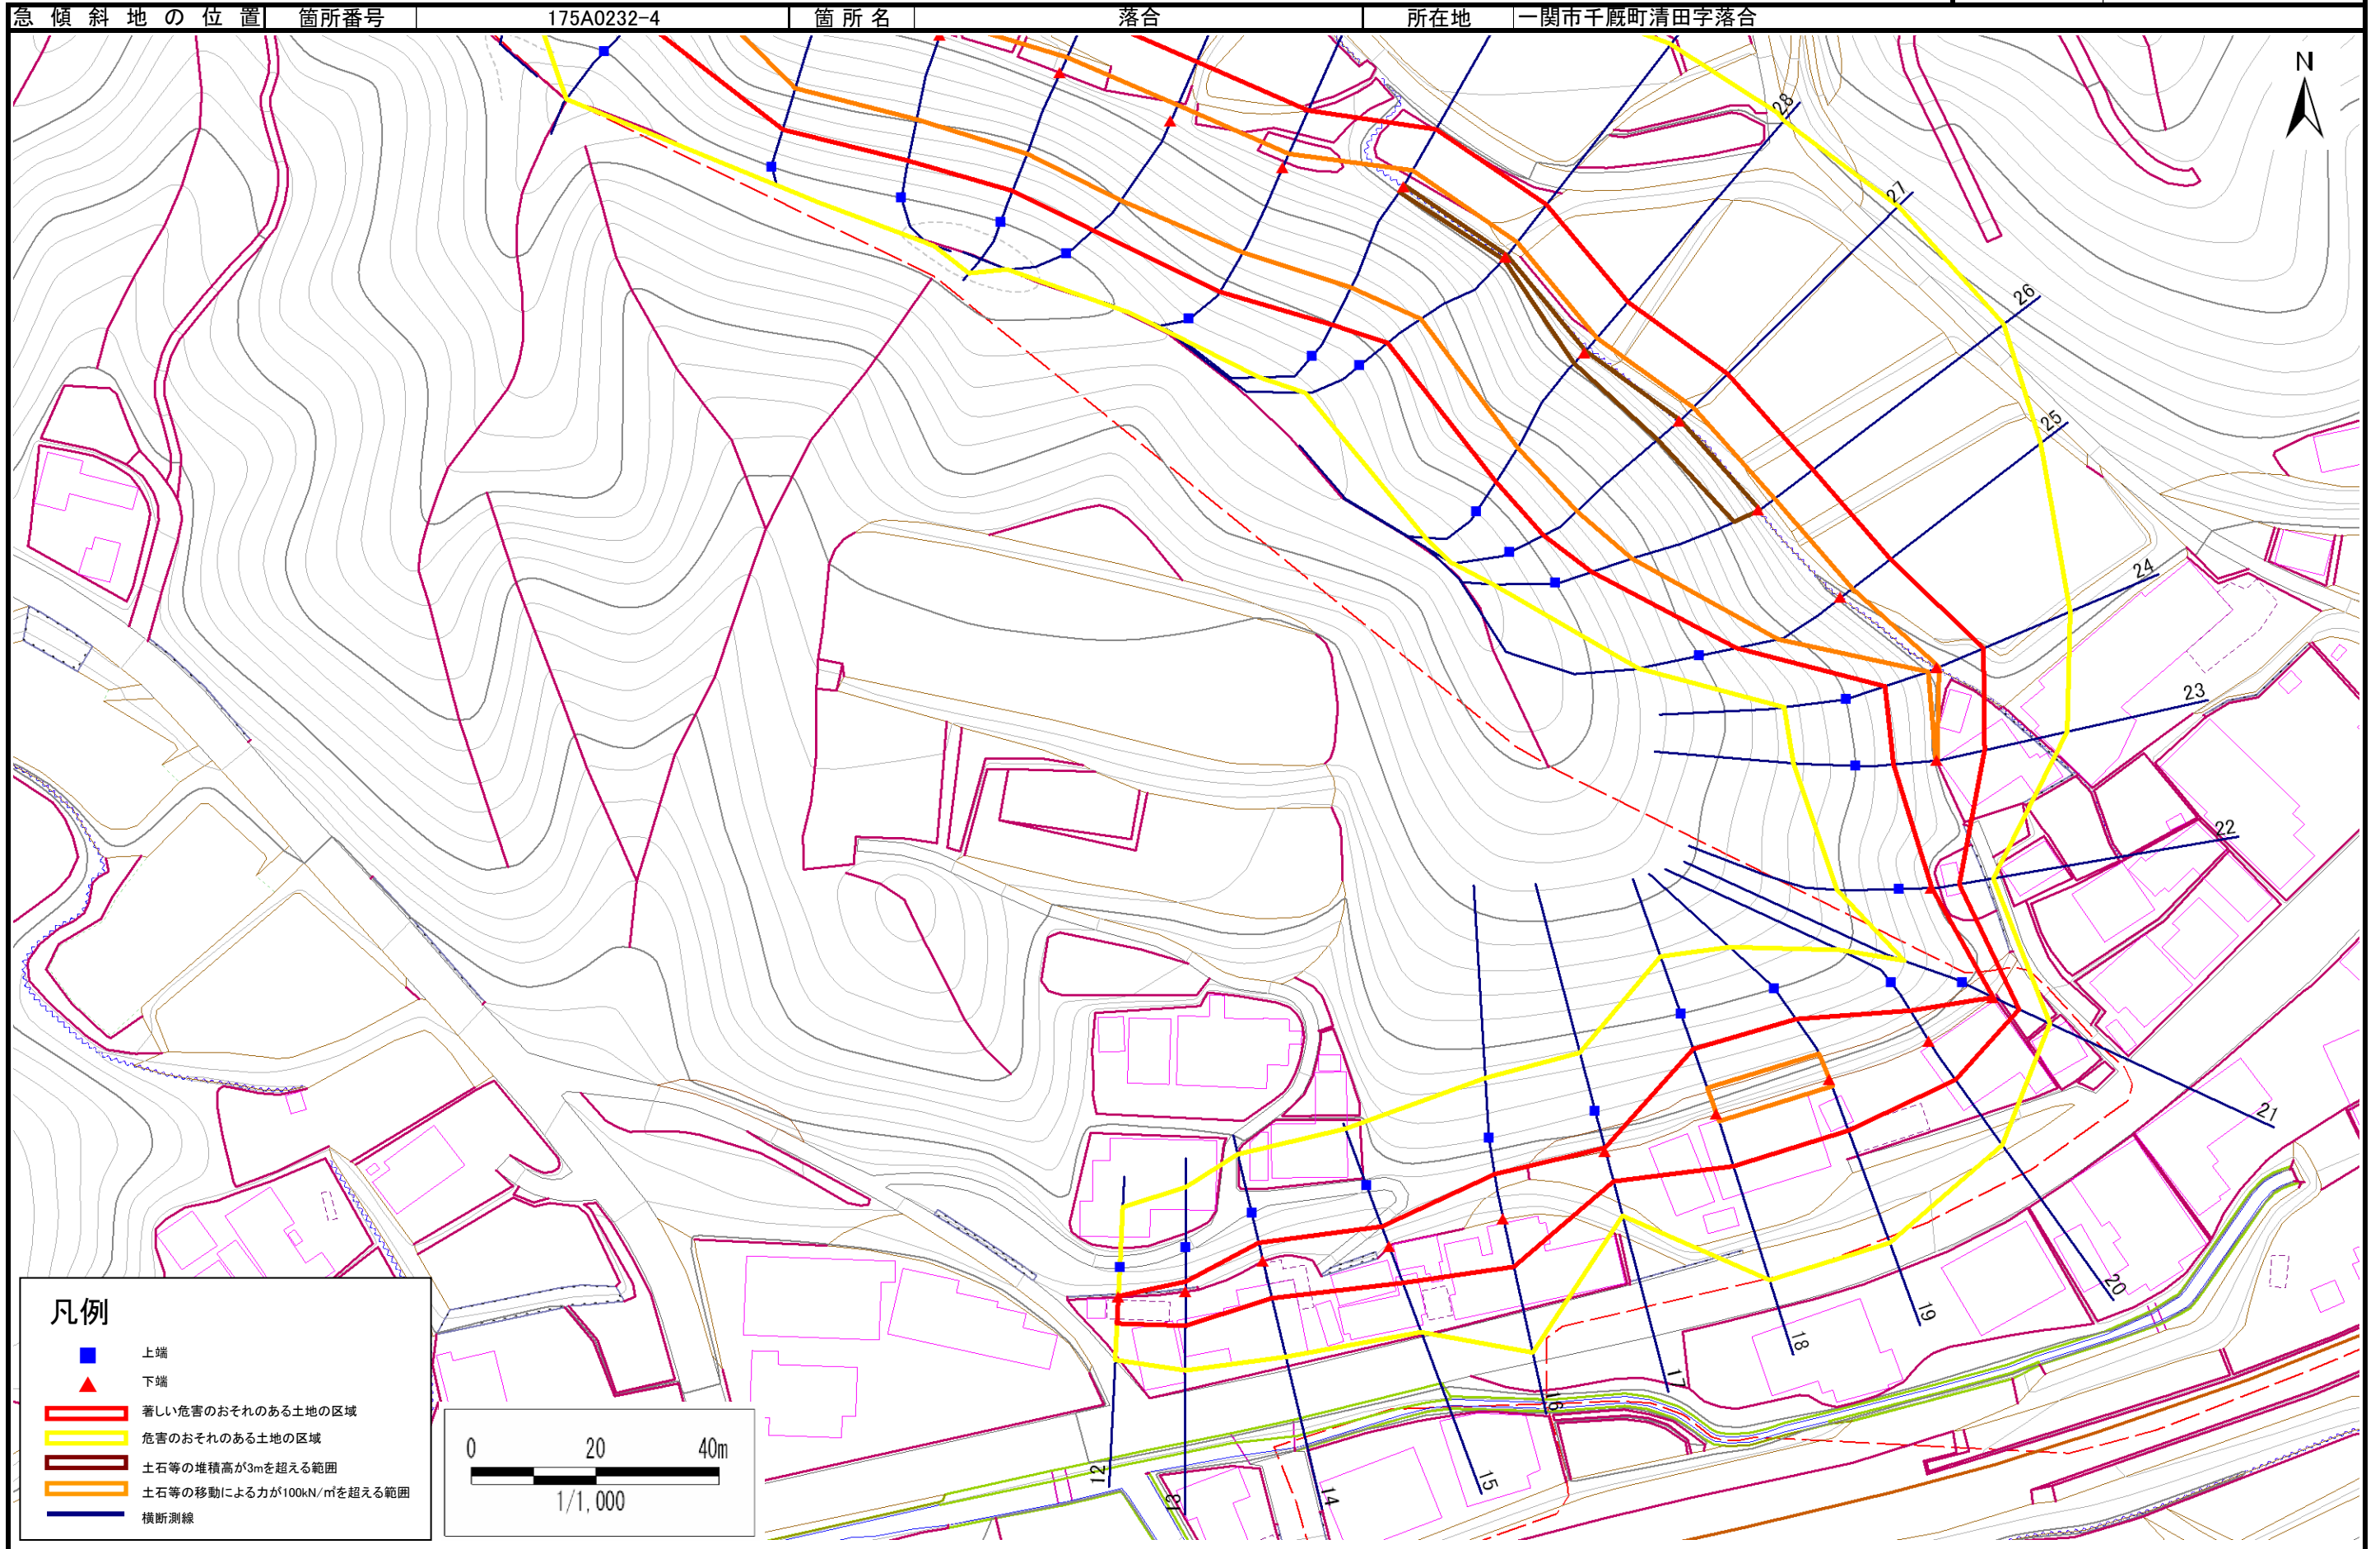 急傾斜地の位置 箇所番号 175A0232-4 箇所名 落合 所在地 一関市千厩町清田字落合
N
28
27
26
25
24
23
22
21
20
19
18
17
16
15
14
13
12
凡例
上端
下端
著しい危害のおそれのある土地の区域
危害のおそれのある土地の区域
土石等の堆積高が3mを超える範囲
土石等の移動による力が100kN/㎡を超える範囲
横断測線
0 20 40m
1/1,000